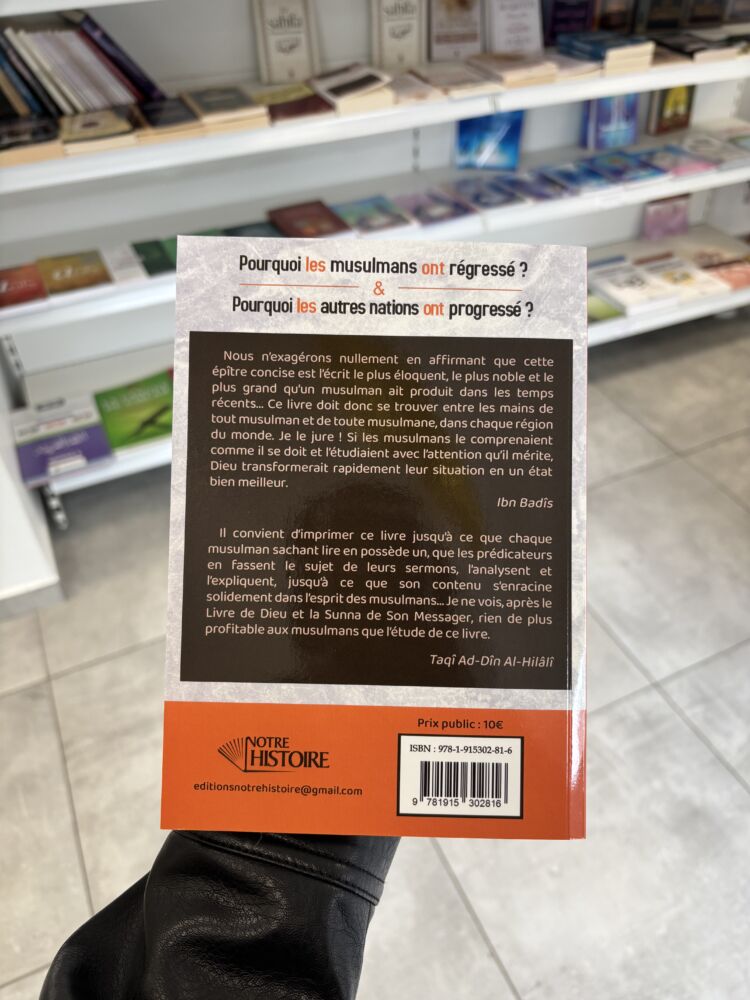 sahîh
Pourquoi les musulmans ont régressé ?
&
Pourquoi les autres nations ont progressé ?
Nous n'exagérons nullement en affirmant que cette
épître concise est l'écrit le plus éloquent, le plus noble et le
plus grand qu'un musulman ait produit dans les temps
récents... Ce livre doit donc se trouver entre les mains de
tout musulman et de toute musulmane, dans chaque région
du monde. Je le jure ! Si les musulmans le comprenaient
comme il se doit et l'étudiaient avec l'attention qu'il mérite,
Dieu transformerait rapidement leur situation en un état
bien meilleur.
Ibn Badîs
Il convient d'imprimer ce livre jusqu'à ce que chaque
musulman sachant lire en possède un, que les prédicateurs
en fassent le sujet de leurs sermons, l'analysent et
l'expliquent, jusqu'à ce que son contenu s'enracine
solidement dans l'esprit des musulmans... Je ne vois, après le
Livre de Dieu et la Sunna de Son Messager, rien de plus
profitable aux musulmans que l'étude de ce livre.
Taqî Ad-Dîn Al-Hilâlî
NOTRE
HISTOIRE
editionsnotrehistoire@gmail.com
Prix public : 10€
ISBN : 978-1-915302-81-6
9 781915 302816